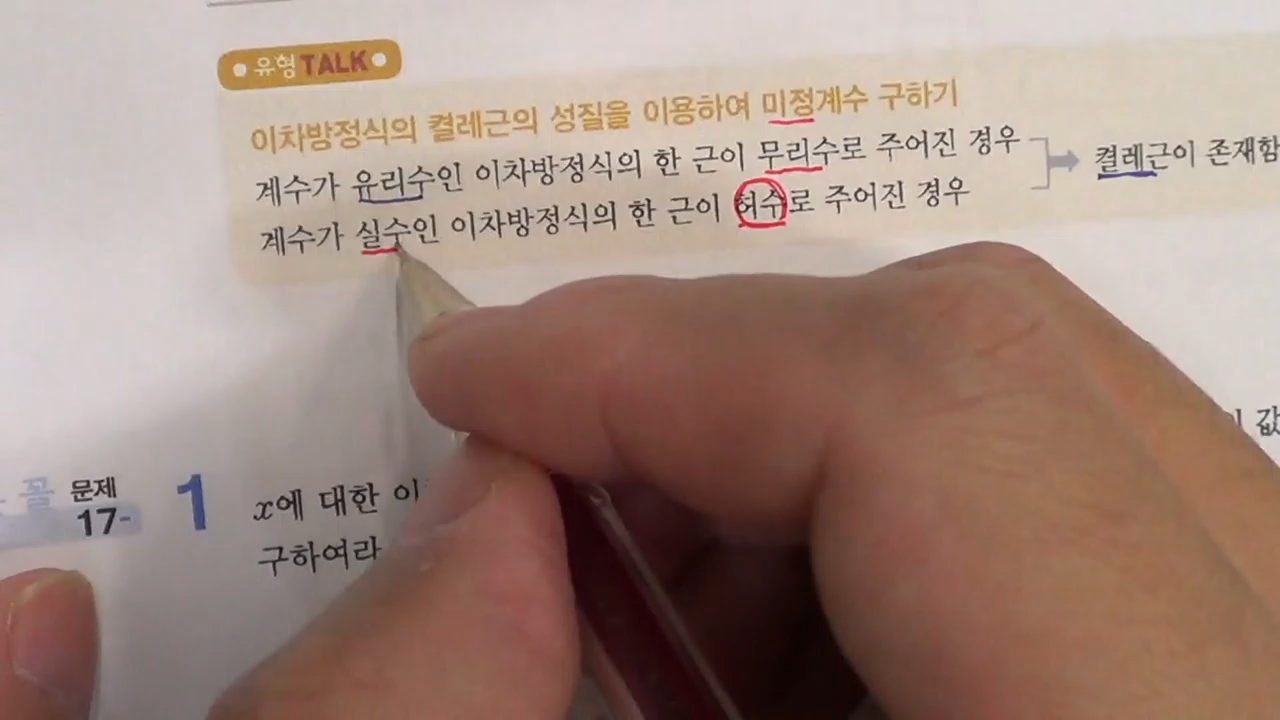 유형TALK
이차방정식의 켤레근의 성질을 이용하여 미정계수 구하기
계수가 유리수인 이차방정식의 한 근이 무리수로 주어진 경우
계수가 실수인 이차방정식의 한 근이 허수로 주어진 경우
켤레근이 존재함
꼴 문제
17-1
x에 대한
값
구하여라